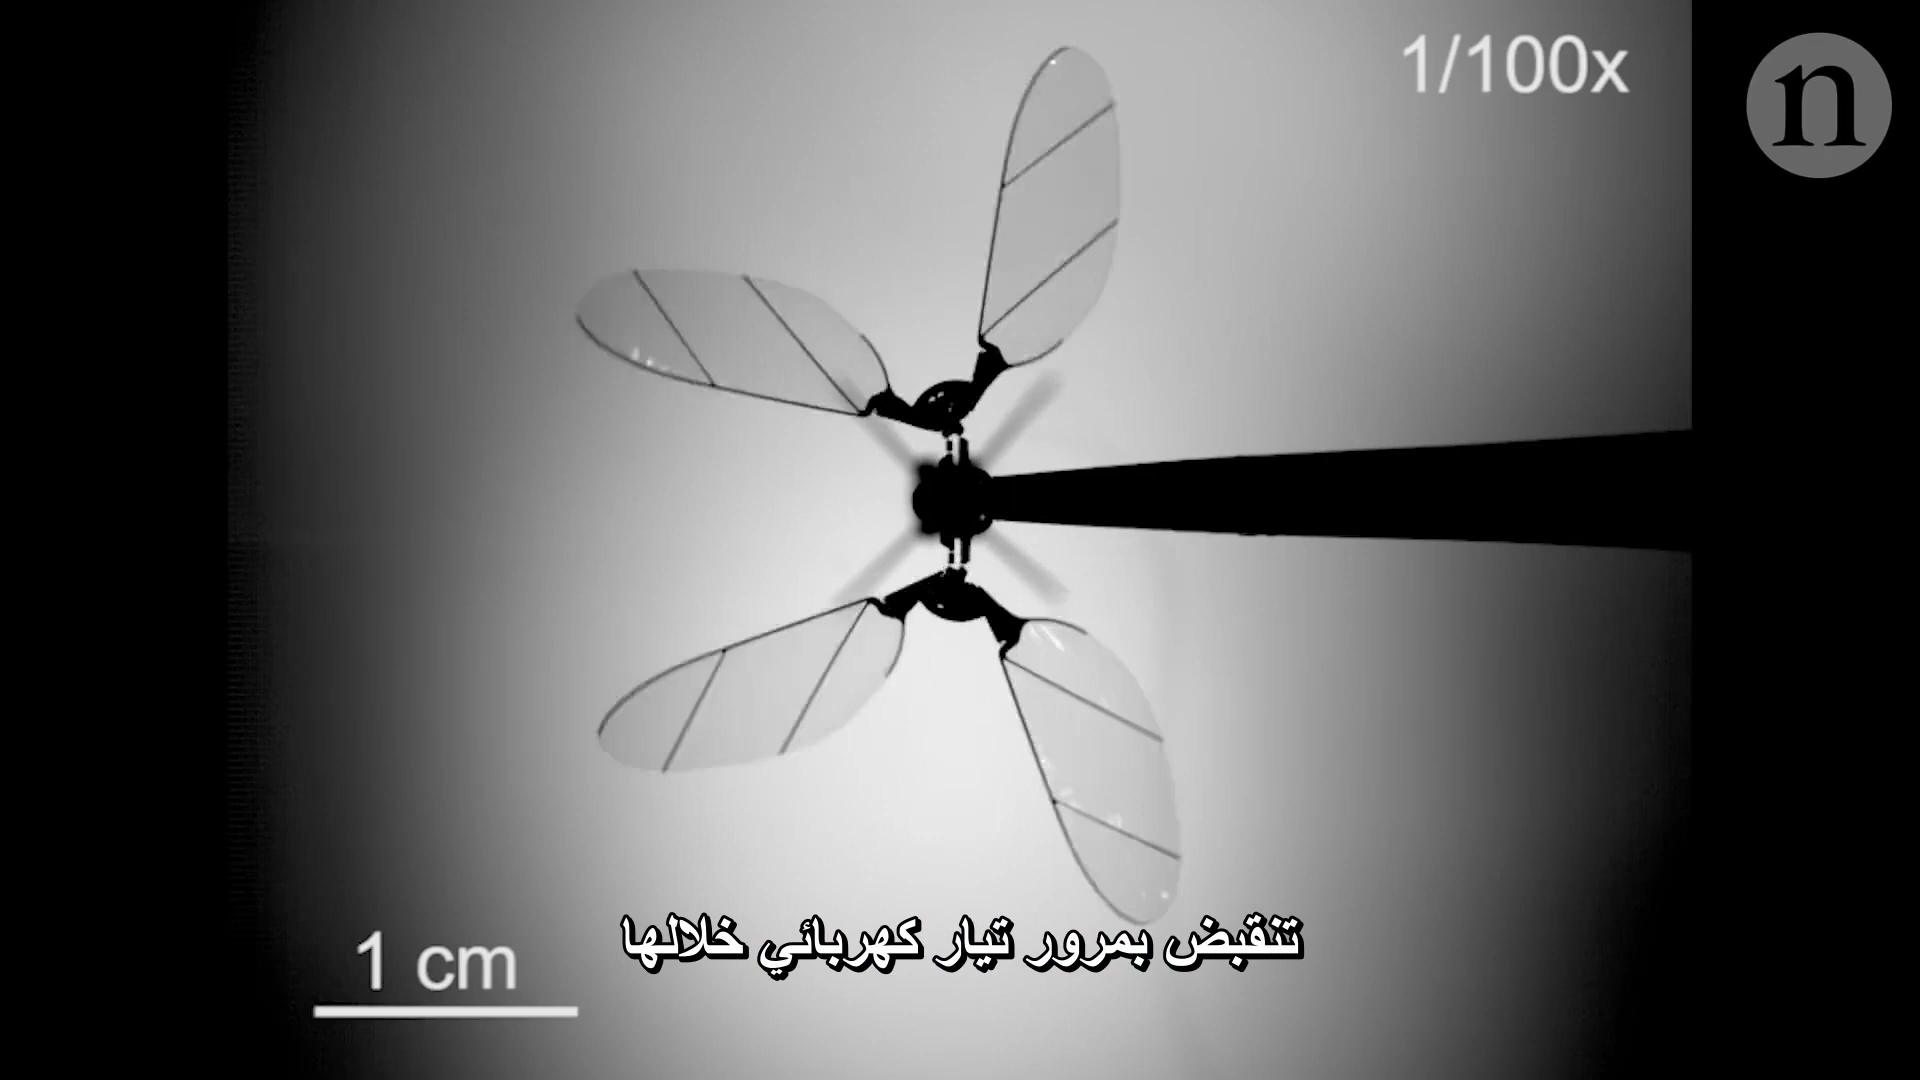 1/100x
n
تنقبض بمرور تيار كهربائي خلالها
1 cm